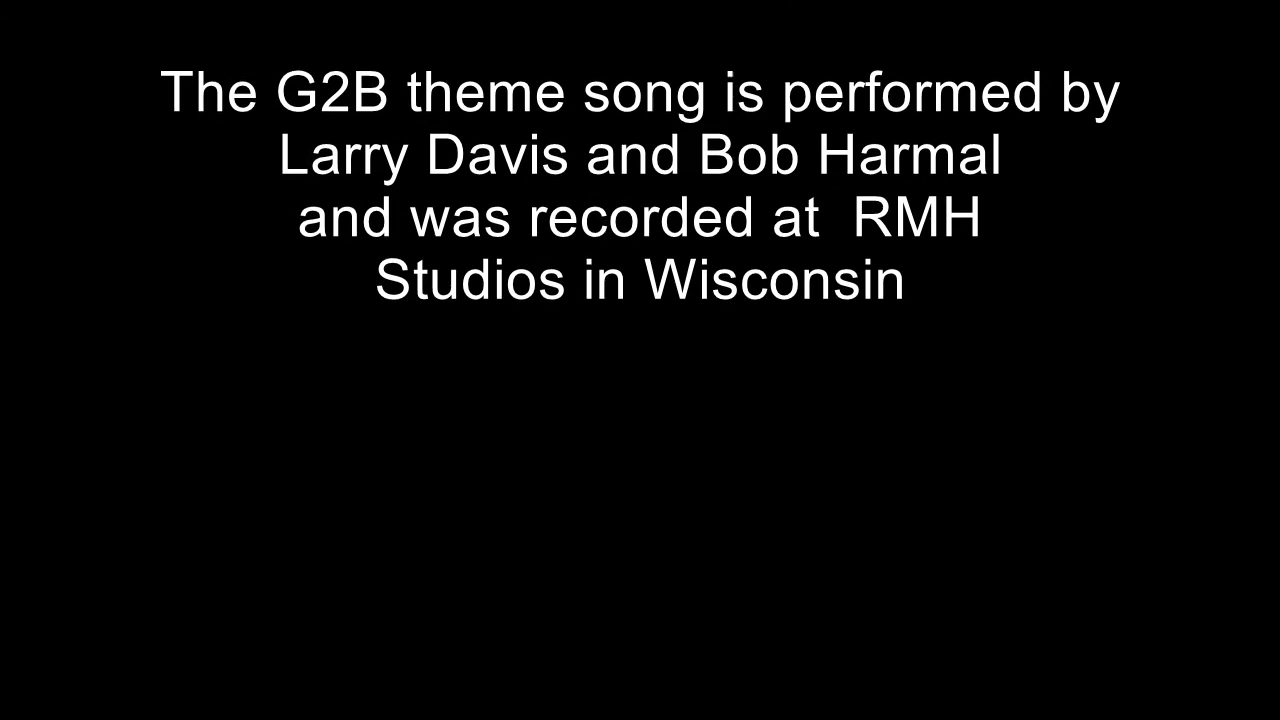 The G2B theme song is performed by
Larry Davis and Bob Harmal
and was recorded at  RMH
Studios in Wisconsin